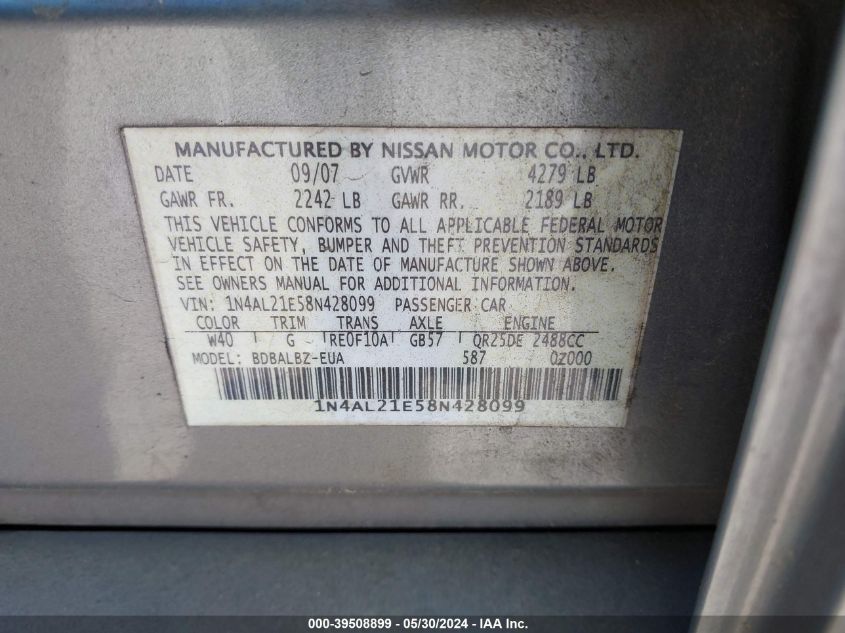 MANUFACTURED BY NISSAN MOTOR CO., LTD.
DATE 09/07 GVWR 4279 LB
GAWR FR. 2242 LB GAWR RR. 2189 LB
THIS VEHICLE CONFORMS TO ALL APPLICABLE FEDERAL MOTOR
VEHICLE SAFETY, BUMPER AND THEFT PREVENTION STANDARDS
IN EFFECT ON THE DATE OF MANUFACTURE SHOWN ABOVE.
SEE OWNERS MANUAL FOR ADDITIONAL INFORMATION.
VIN: 1N4AL21E58N428099 PASSENGER CAR
COLOR TRIM TRANS AXLE ENGINE
W40 G RE0F10A GB57 QR25DE 2488CC
MODEL: BDBALBZ-EUA 587 0Z000
1N4AL21E58N428099
000-39508899 - 05/30/2024 - IAA Inc.